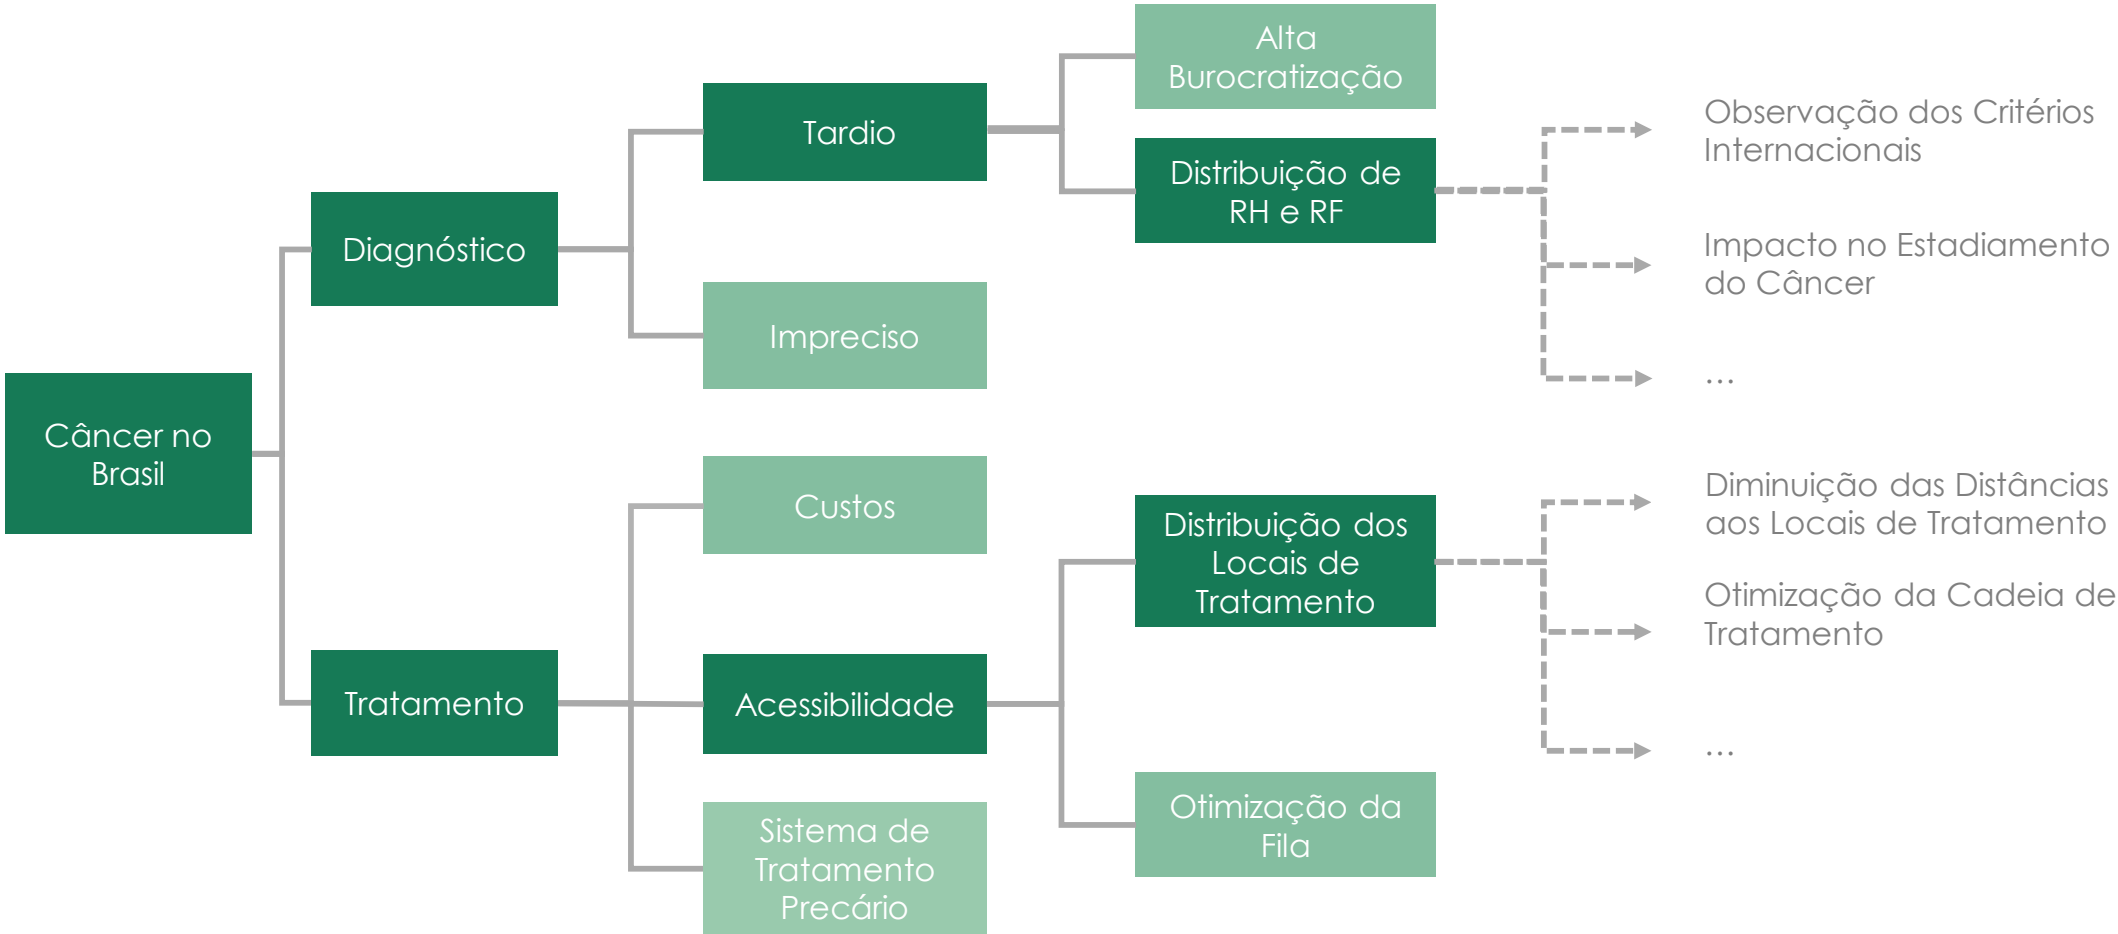 Câncer no
Brasil
Diagnóstico
Tratamento
Tardio
Impreciso
Custos
Acessibilidade
Sistema de
Tratamento
Precário
Alta
Burocratização
Distribuição de
RH e RF
Distribuição dos
Locais de
Tratamento
Otimização da
Fila
Observação dos Critérios
Internacionais
Impacto no Estadiamento
do Câncer
...
Diminuição das Distâncias
aos Locais de Tratamento
Otimização da Cadeia de
Tratamento
...